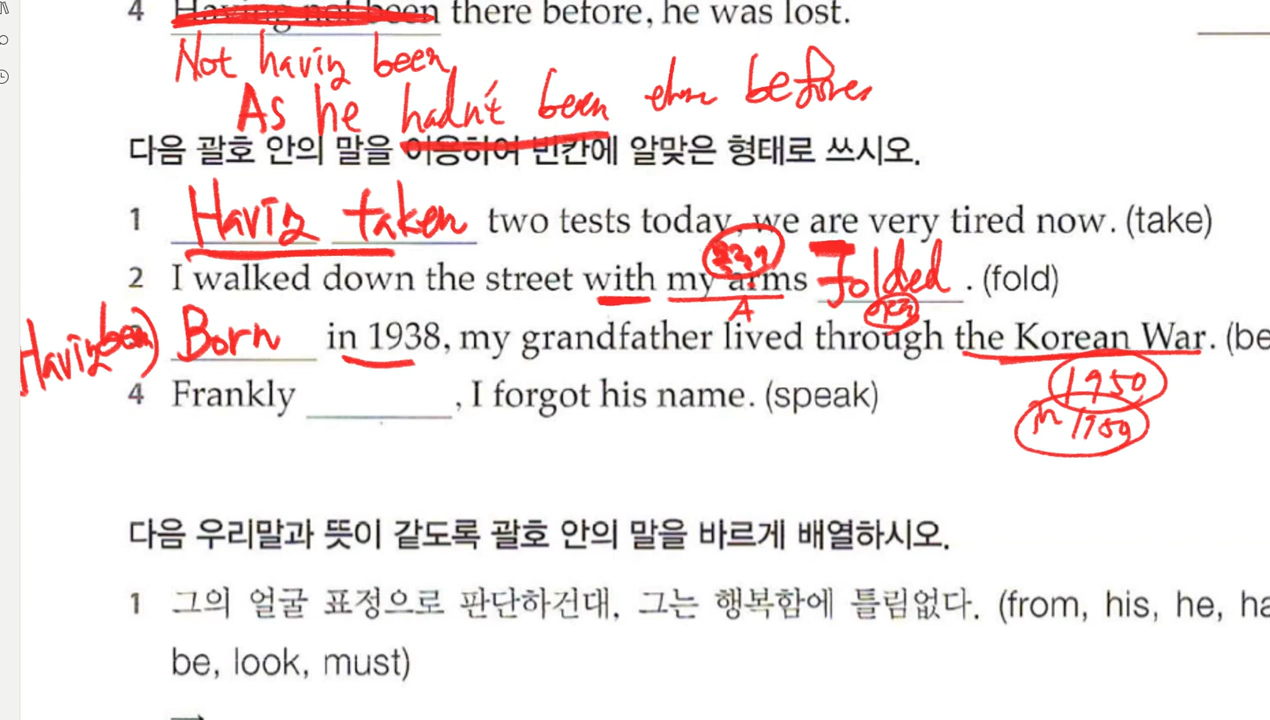 4 Having not been there before, he was lost.
Not having been
As he hadn't been there before
다음 괄호 안의 말을 이용하여 빈칸에 알맞은 형태로 쓰시오.
1 Having taken two tests today, we are very tired now. (take)
2 I walked down the street with my arms folded. (fold)
A
(Having been) Born in 1938, my grandfather lived through the Korean War. (be
4 Frankly ________, I forgot his name. (speak)
1950
in 1950
다음 우리말과 뜻이 같도록 괄호 안의 말을 바르게 배열하시오.
1 그의 얼굴 표정으로 판단하건대, 그는 행복함에 틀림없다. (from, his, he, ha
be, look, must)